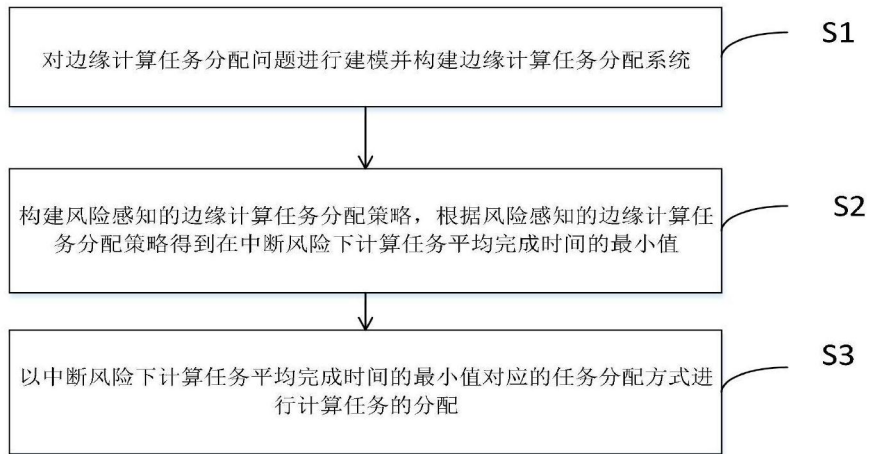 对边缘计算任务分配问题进行建模并构建边缘计算任务分配系统
S1
构建风险感知的边缘计算任务分配策略，根据风险感知的边缘计算任
务分配策略得到在中断风险下计算任务平均完成时间的最小值
S2
以中断风险下计算任务平均完成时间的最小值对应的任务分配方式进
行计算任务的分配
S3